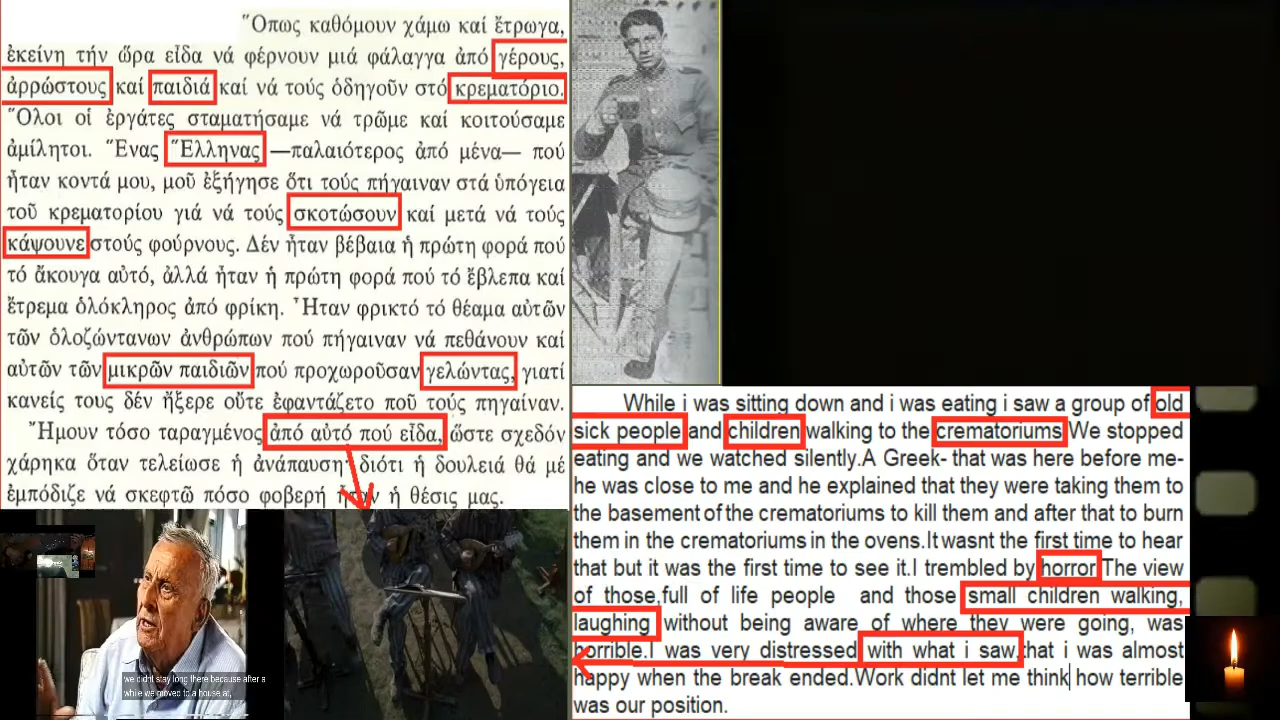 Ὅπως καθόμουν χάμω καί ἔτρωγα,
ἐκείνη τήν ὥρα εἶδα νά φέρνουν μιά φάλαγγα ἀπό γέρους,
ἀρρώστους καί παιδιά καί νά τούς ὁδηγοῦν στό κρεματόριο.
Ὅλοι οἱ ἐργάτες σταματήσαμε νά τρῶμε καί κοιτούσαμε
ἀμίλητοι. Ἕνας Ἕλληνας —παλαιότερος ἀπό μένα— πού
ἦταν κοντά μου, μοῦ ἐξήγησε ὅτι τούς πήγαιναν στά ὑπόγεια
τοῦ κρεματορίου γιά νά τούς σκοτώσουν καί μετά νά τούς
κάψουνε στούς φούρνους. Δέν ἦταν βέβαια ἡ πρώτη φορά πού
τό ἄκουγα αὐτό, ἀλλά ἦταν ἡ πρώτη φορά πού τό ἔβλεπα καί
ἔτρεμα ὁλόκληρος ἀπό φρίκη. Ἦταν φρικτό τό θέαμα αὐτῶν
τῶν ὁλοζώντανων ἀνθρώπων πού πήγαιναν νά πεθάνουν καί
αὐτῶν τῶν μικρῶν παιδιῶν πού προχωροῦσαν γελώντας, γιατί
κανείς τους δέν ἤξερε οὔτε ἐφαντάζετο ποῦ τούς πηγαίναν.
Ἤμουν τόσο ταραγμένος ἀπό αὐτό πού εἶδα, ὥστε σχεδόν
χάρηκα ὅταν τελείωσε ἡ ἀνάπαυση· διότι ἡ δουλειά θά μέ
ἐμπόδιζε νά σκεφτῶ πόσο φοβερή ἦταν ἡ θέσις μας.
While i was sitting down and i was eating i saw a group of old
sick people and children walking to the crematoriums We stopped
eating and we watched silently.A Greek- that was here before me-
he was close to me and he explained that they were taking them to
the basement of the crematoriums to kill them and after that to burn
them in the crematoriums in the ovens.It wasnt the first time to hear
that but it was the first time to see it.I trembled by horror The view
of those,full of life people and those small children walking,
laughing without being aware of where they were going, was
horrible.I was very distressed with what i saw,that i was almost
happy when the break ended.Work didnt let me think how terrible
was our position.
we didnt stay long there because after a
while we moved to a house at,